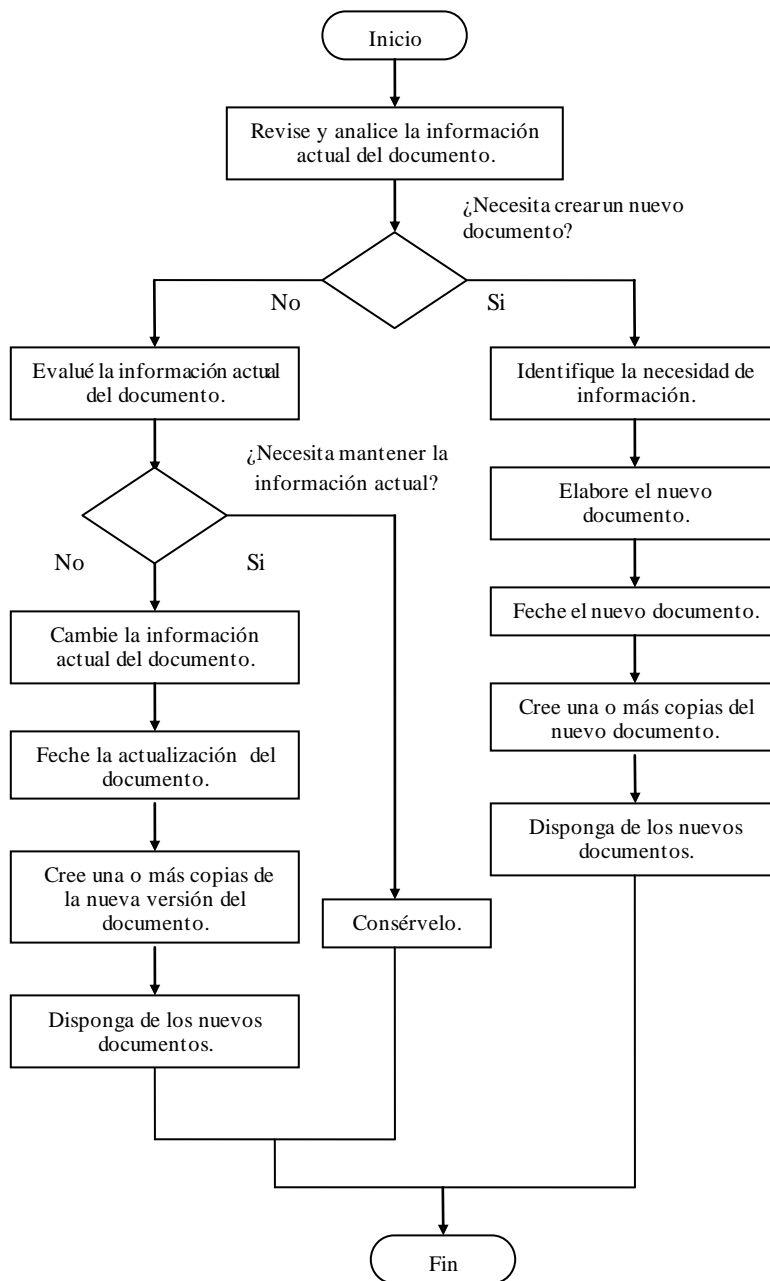 Inicio
Revise y analice la información
actual del documento.
¿Necesita crear un nuevo
documento?
No
Si
Evalué la información actual
del documento.
¿Necesita mantener la
información actual?
No
Si
Cambie la información
actual del documento.
Feche la actualización del
documento.
Cree una o más copias de
la nueva versión del
documento.
Disponga de los nuevos
documentos.
Consérvelo.
Identifique la necesidad de
información.
Elabore el nuevo
documento.
Feche el nuevo documento.
Cree una o más copias del
nuevo documento.
Disponga de los nuevos
documentos.
Fin